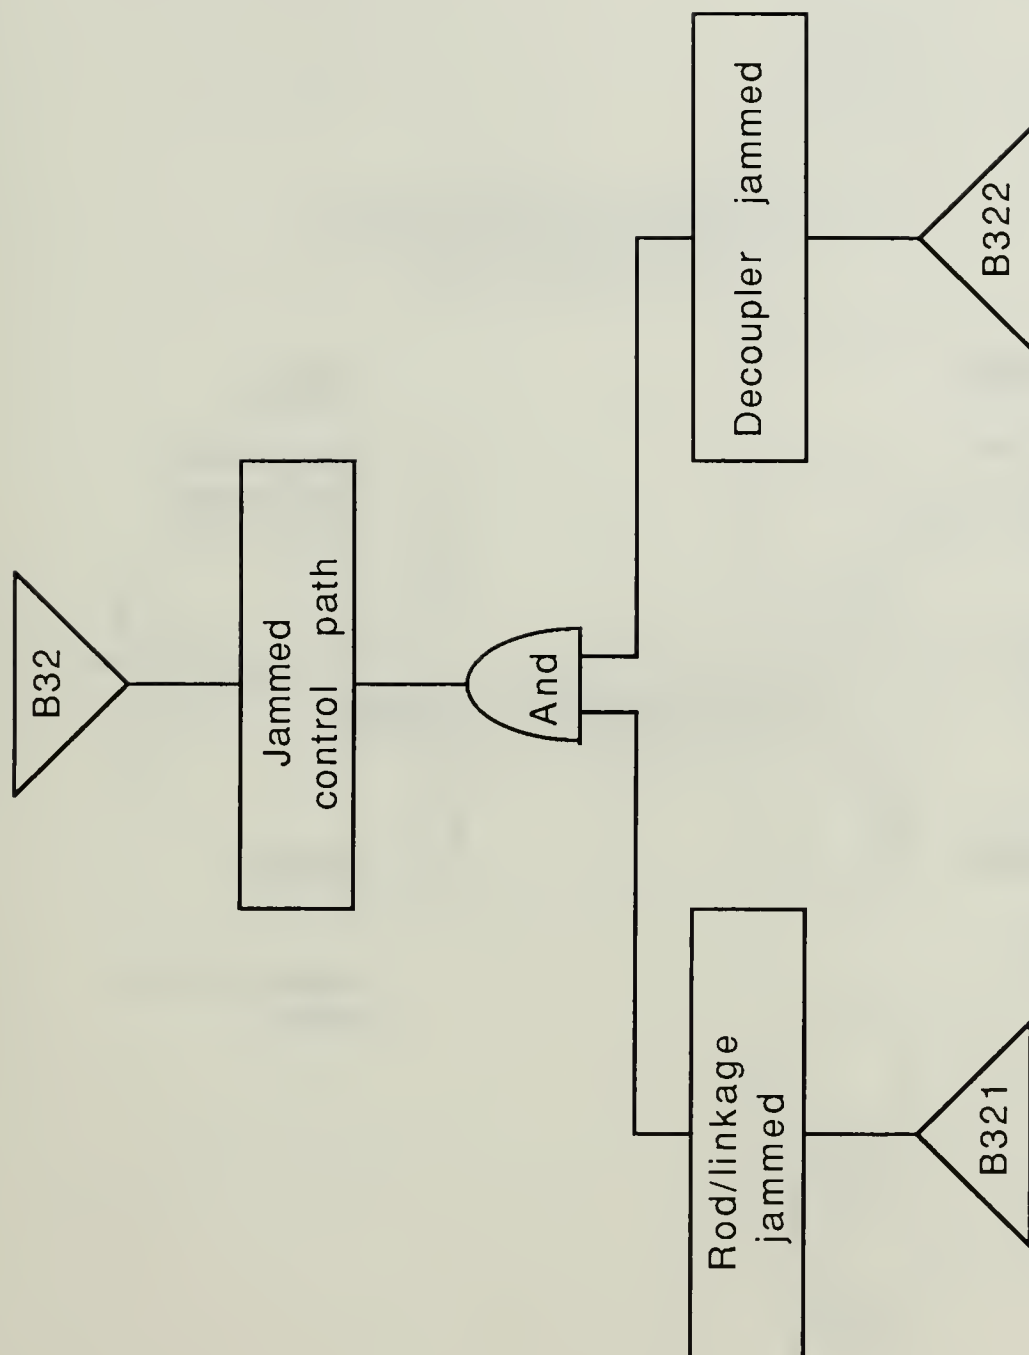 B32
Jammed
control path
And
Rod/linkage
jammed
Decoupler jammed
B321
B322